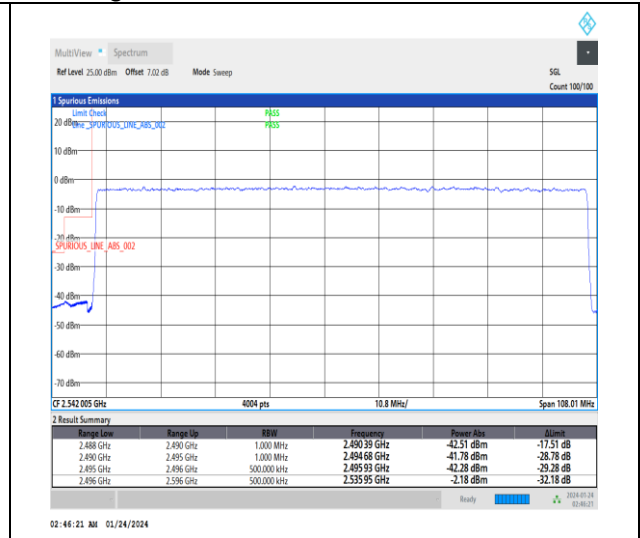 MultiView Spectrum
Ref Level 25.00 dBm Offset 7.02 dB Mode Sweep SGL
Count 100/100
1 Spurious Emissions
Limit Check PASS
20 dBm Line _SPURIOUS_LINE_ABS_002 PASS
10 dBm
0 dBm
-10 dBm
-20 dBm
_SPURIOUS_LINE_ABS_002
-30 dBm
-40 dBm
-50 dBm
-60 dBm
-70 dBm
CF 2.542 005 GHz 4004 pts 10.8 MHz/ Span 108.01 MHz
2 Result Summary
Range Low Range Up RBW Frequency Power Abs ΔLimit
2.488 GHz 2.490 GHz 1.000 MHz 2.490 39 GHz -42.51 dBm -17.51 dB
2.490 GHz 2.495 GHz 1.000 MHz 2.494 68 GHz -41.78 dBm -28.78 dB
2.495 GHz 2.496 GHz 500.000 kHz 2.495 93 GHz -42.28 dBm -29.28 dB
2.496 GHz 2.596 GHz 500.000 kHz 2.535 95 GHz -2.18 dBm -32.18 dB
Ready 2024-01-24
02:46:21
02:46:21 AM 01/24/2024